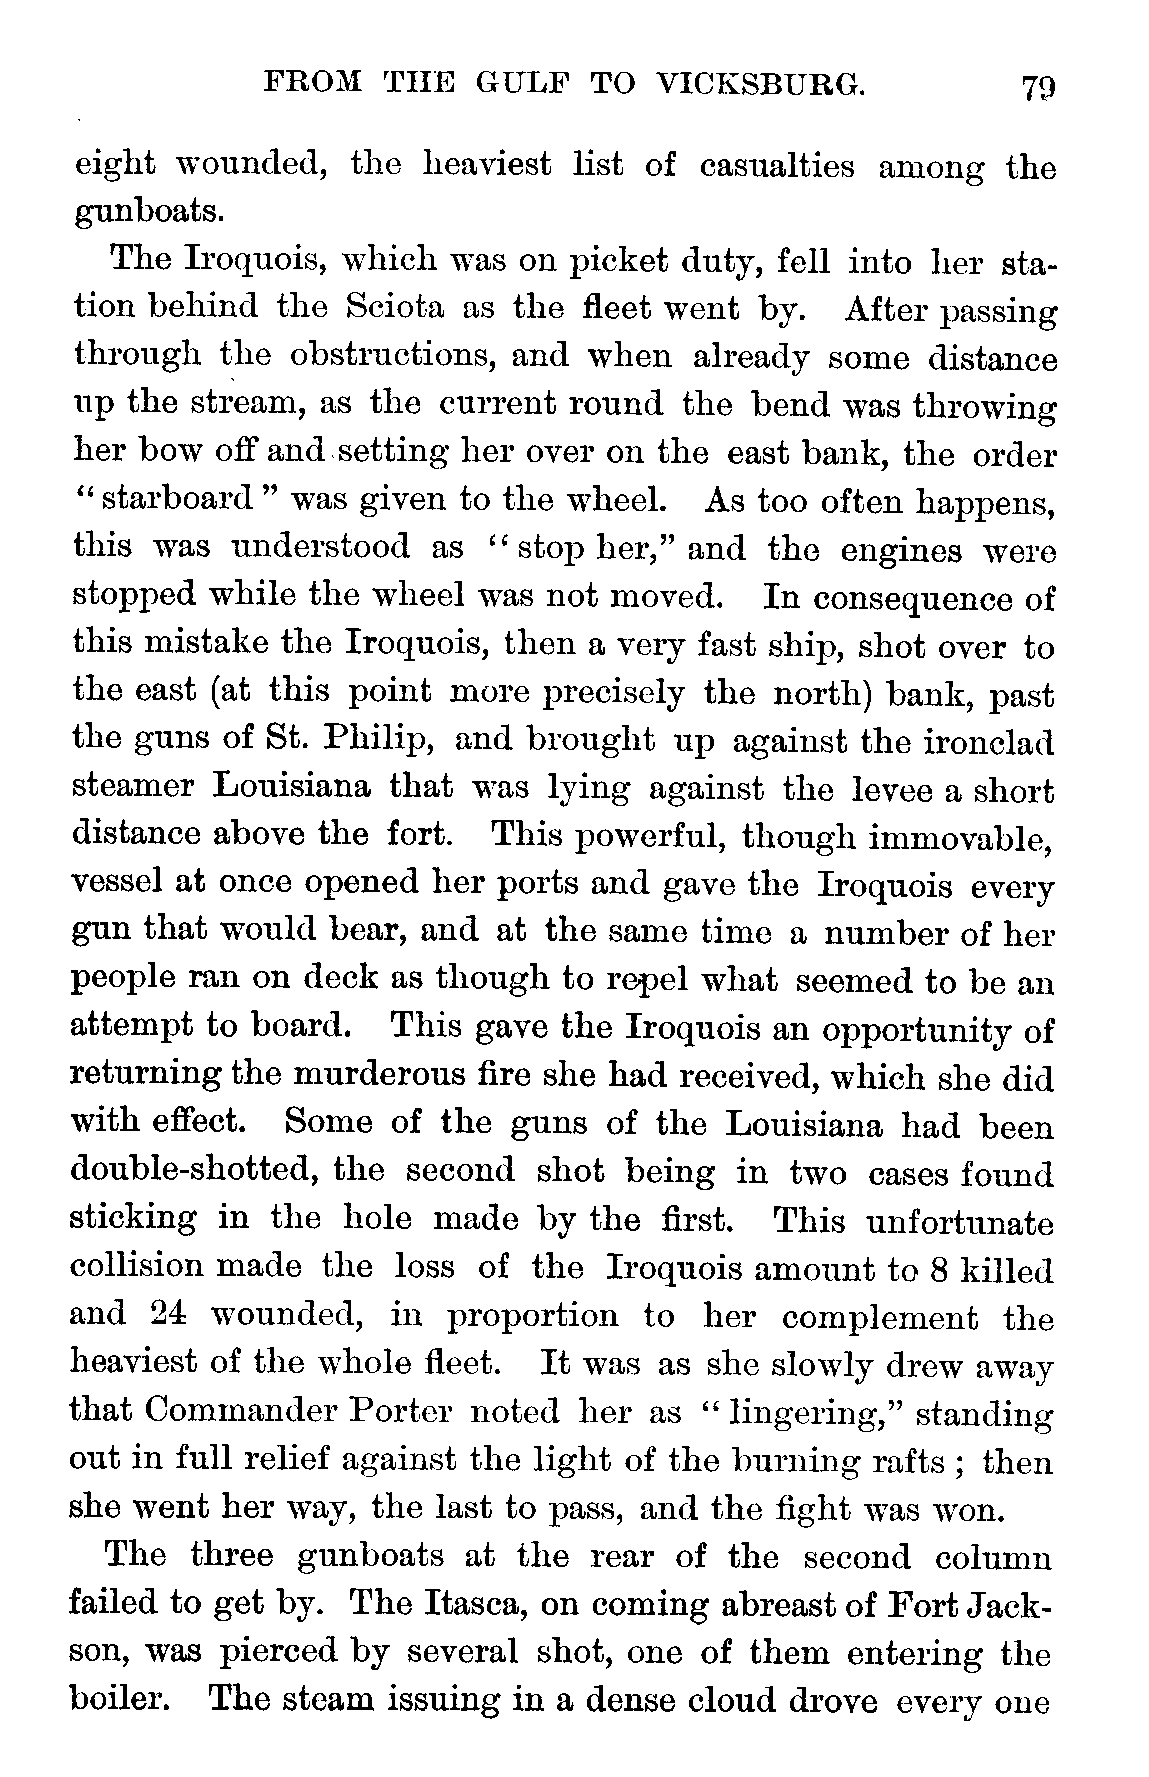 FROM THE GULF TO VICKSBURG. 79
eight wounded, the heaviest list of casualties among the
gunboats.
The Iroquois, which was on picket duty, fell into her sta-
tion behind the Sciota as the fleet went by. After passing
through the obstructions, and when already some distance
up the stream, as the current round the bend was throwing
her bow off and setting her over on the east bank, the order
“starboard” was given to the wheel. As too often happens,
this was understood as “stop her,” and the engines were
stopped while the wheel was not moved. In consequence of
this mistake the Iroquois, then a very fast ship, shot over to
the east (at this point more precisely the north) bank, past
the guns of St. Philip, and brought up against the ironclad
steamer Louisiana that was lying against the levee a short
distance above the fort. This powerful, though immovable,
vessel at once opened her ports and gave the Iroquois every
gun that would bear, and at the same time a number of her
people ran on deck as though to repel what seemed to be an
attempt to board. This gave the Iroquois an opportunity of
returning the murderous fire she had received, which she did
with effect. Some of the guns of the Louisiana had been
double-shotted, the second shot being in two cases found
sticking in the hole made by the first. This unfortunate
collision made the loss of the Iroquois amount to 8 killed
and 24 wounded, in proportion to her complement the
heaviest of the whole fleet. It was as she slowly drew away
that Commander Porter noted her as “lingering,” standing
out in full relief against the light of the burning rafts; then
she went her way, the last to pass, and the fight was won.
The three gunboats at the rear of the second column
failed to get by. The Itasca, on coming abreast of Fort Jack-
son, was pierced by several shot, one of them entering the
boiler. The steam issuing in a dense cloud drove every one